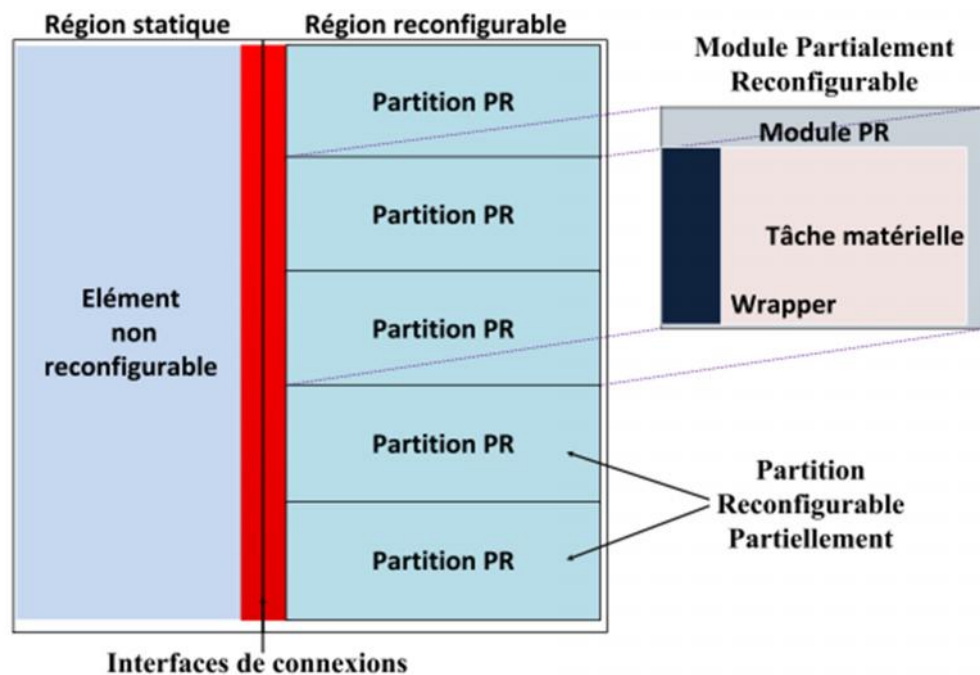 Région statique
Région reconfigurable
Partition PR
Partition PR
Partition PR
Partition PR
Partition PR
Elément
non
reconfigurable
Interfaces de connexions
Module Partialement
Reconfigurable
Module PR
Tâche matérielle
Wrapper
Partition
Reconfigurable
Partiellement